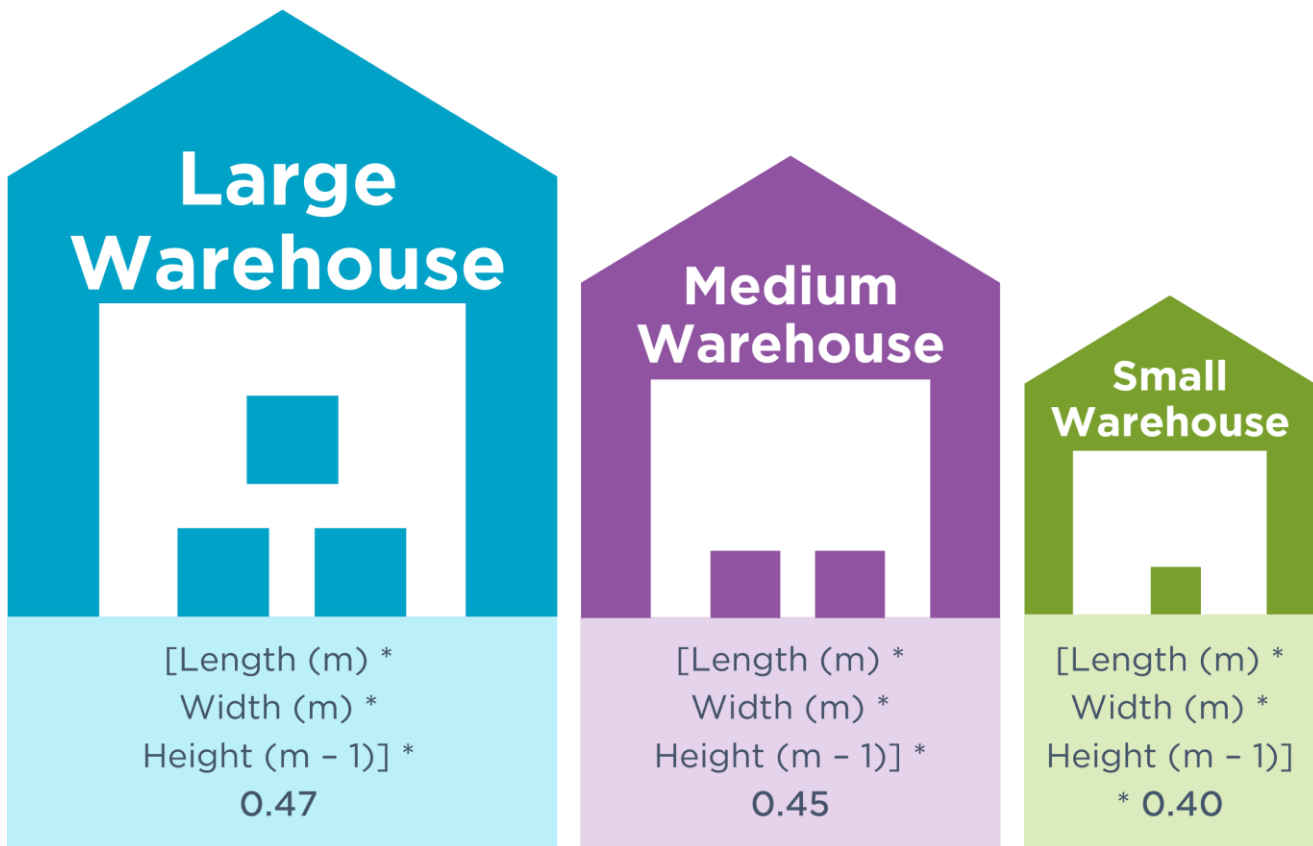 Large
Warehouse
[Length (m) *
Width (m) *
Height (m – 1)] *
0.47
Medium
Warehouse
[Length (m) *
Width (m) *
Height (m – 1)] *
0.45
Small
Warehouse
[Length (m) *
Width (m) *
Height (m – 1)]
* 0.40